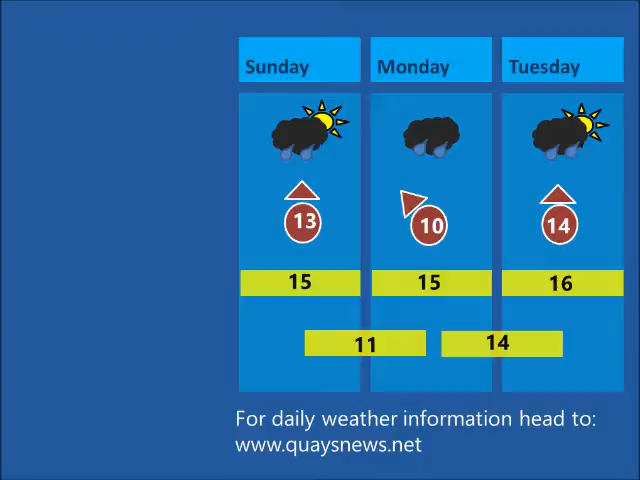 Sunday Monday Tuesday
13 10 14
15 15 16
11 14
For daily weather information head to:
www.quaysnews.net